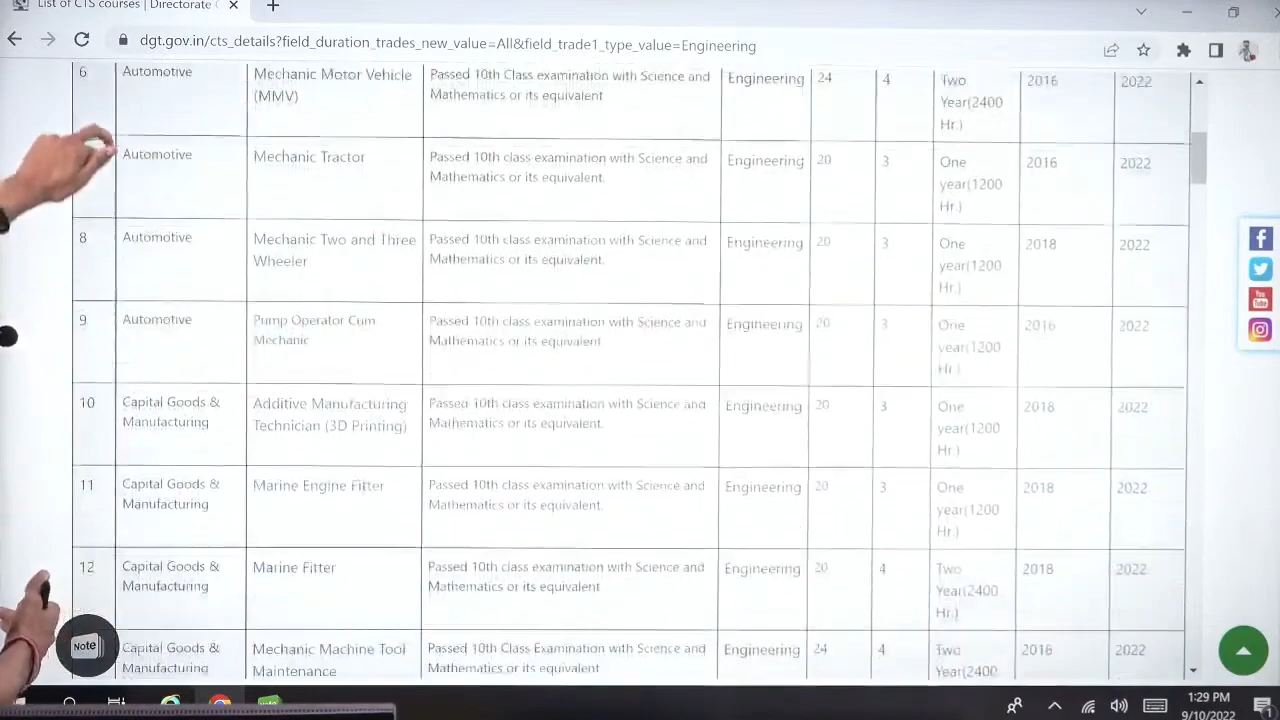 List of CTS courses | Directorate
dgt.gov.in/cts_details?field_duration_trades_new_value=All&field_trade1_type_value=Engineering
6 Automotive Mechanic Motor Vehicle Passed 10th Class examination with Science and Engineering 24 4 Two 2016 2022
(MMV) Mathematics or its equivalent Year(2400
Hr.)
Automotive Mechanic Tractor Passed 10th class examination with Science and Engineering 20 3 One 2016 2022
Mathematics or its equivalent. year(1200
Hr.)
8 Automotive Mechanic Two and Three Passed 10th class examination with Science and Engineering 20 3 One 2018 2022
Wheeler Mathematics or its equivalent. year(1200
Hr.)
9 Automotive Pump Operator Cum Passed 10th class examination with Science and Engineering 20 3 One 2016 2022
Mechanic Mathematics or its equivalent year(1200
Hr.)
10 Capital Goods & Additive Manufacturing Passed 10th class examination with Science and Engineering 20 3 One 2018 2022
Manufacturing Technician (3D Printing) Mathematics or its equivalent. year(1200
Hr.)
11 Capital Goods & Marine Engine Fitter Passed 10th class examination with Science and Engineering 20 3 One 2018 2022
Manufacturing Mathematics or its equivalent. year(1200
Hr.)
12 Capital Goods & Marine Fitter Passed 10th class examination with Science and Engineering 20 4 Two 2018 2022
Manufacturing Mathematics or its equivalent Year(2400
Hr.)
Capital Goods & Mechanic Machine Tool Passed 10th Class Examination with Science and Engineering 24 4 Two 2016 2022
Manufacturing Maintenance Mathematics or its equivalent Year(2400
Note
You
Tube
note
1:29 PM
9/10/2022